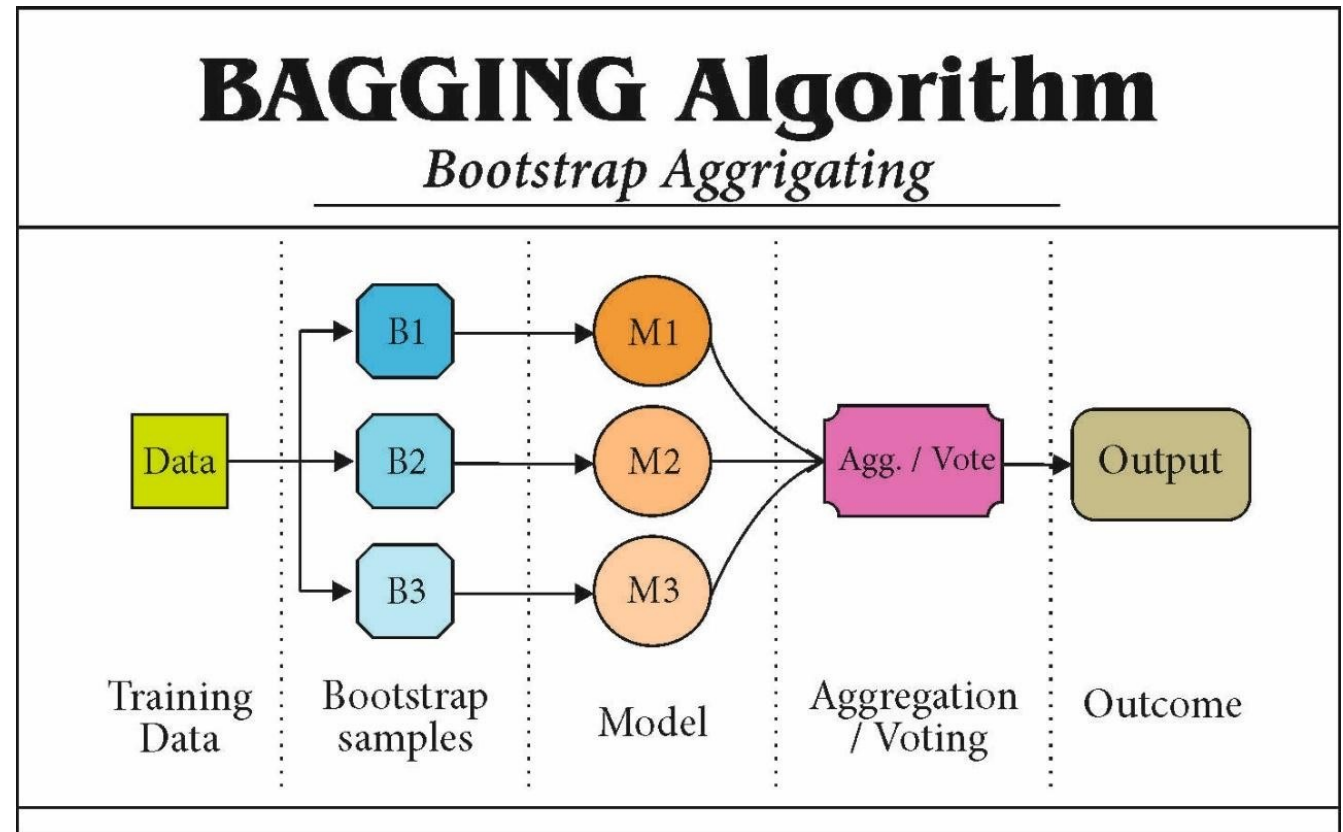 BAGGING Algorithm
Bootstrap Aggrigating
Data
B1
B2
B3
M1
M2
M3
Agg. / Vote
Output
Training
Data
Bootstrap
samples
Model
Aggregation
/ Voting
Outcome